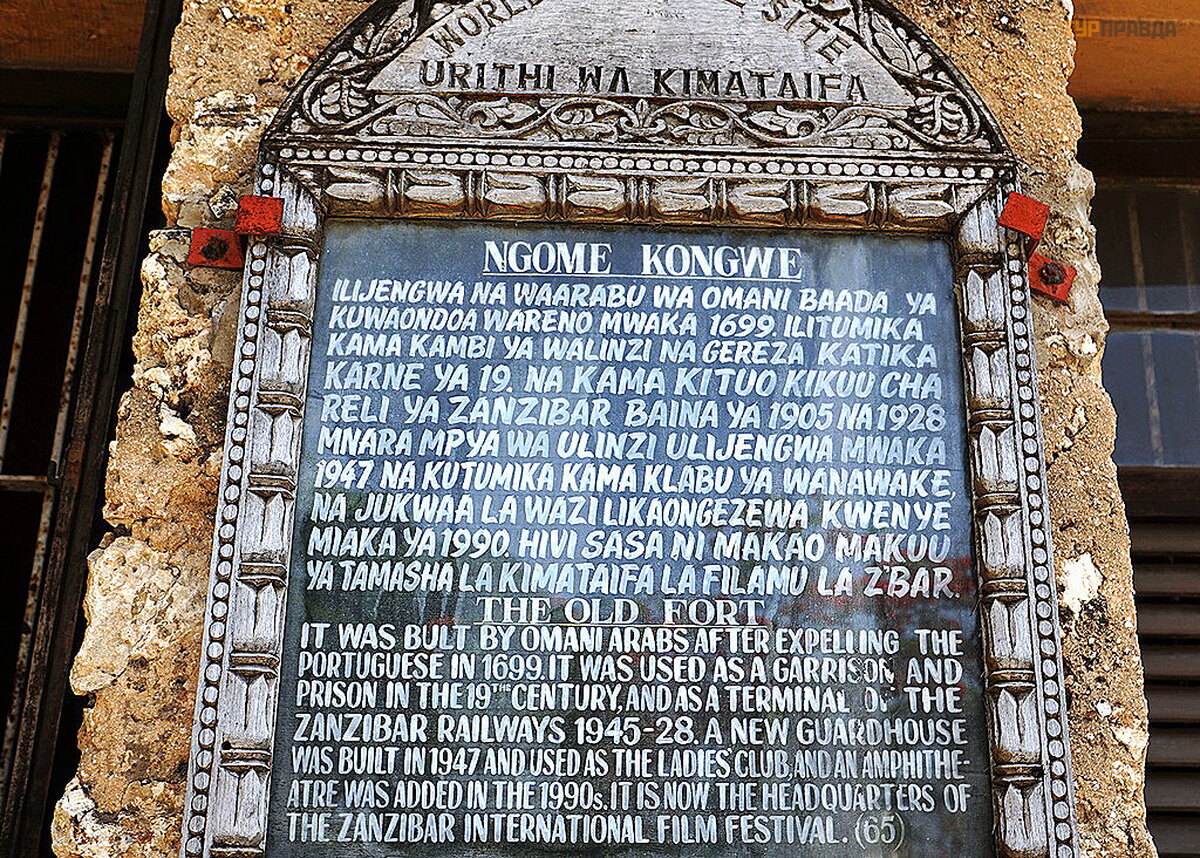 УРПРАВДА
WORLD SITE
URITHI WA KIMATAIFA
NGOME KONGWE
ILIJENGWA NA WAARABU WA OMANI BAADA YA
KUWAONDOA WARENO MWAKA 1699. ILITUMIKA
KAMA KAMBI YA WALINZI NA GEREZA KATIKA
KARNE YA 19. NA KAMA KITUO KIKUU CHA
RELI YA ZANZIBAR BAINA YA 1905 NA 1928
MNARA MPYA WA ULINZI ULIJENGWA MWAKA
1947 NA KUTUMIKA KAMA KLABU YA WANAWAKE,
NA JUKWAA LA WAZI LIKAONGEZEWA KWENYE
MIAKA YA 1990. HIVI SASA NI MAKAO MAKUU
YA TAMASHA LA KIMATAIFA LA FILAMU LA Z'BAR.
THE OLD FORT
IT WAS BULT BY OMANI ARABS AFTER EXPELLING THE
PORTUGUESE IN 1699. IT WAS USED AS A GARRISON AND
PRISON IN THE 19THE CENTURY, AND AS A TERMINAL OF THE
ZANZIBAR RAILWAYS 1945-28. A NEW GUARDHOUSE
WAS BUILT IN 1947 AND USED AS THE LADIES' CLUB, AND AN AMPHITHE-
ATRE WAS ADDED IN THE 1990s. IT IS NOW THE HEADQUARTERS OF
THE ZANZIBAR INTERNATIONAL FILM FESTIVAL. (65)